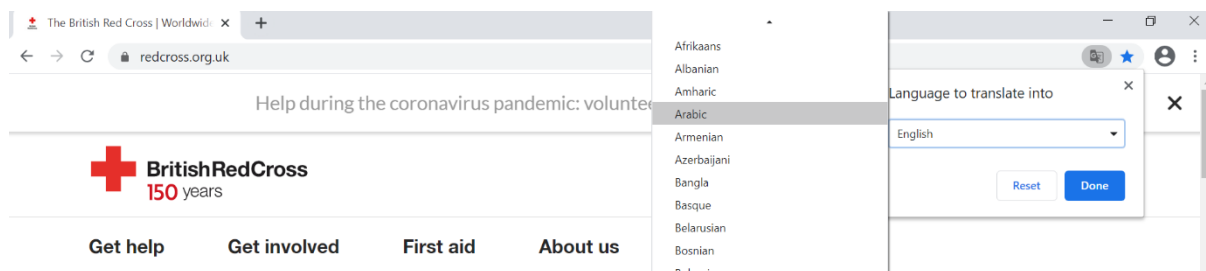 The British Red Cross | Worldwide
redcross.org.uk
Help during the coronavirus pandemic:
BritishRedCross
150 years
Get help
Get involved
First aid
About us
Afrikaans
Albanian
Amharic
Arabic
Armenian
Azerbaijani
Bangla
Basque
Belarusian
Bosnian
Language to translate into
English
Reset
Done